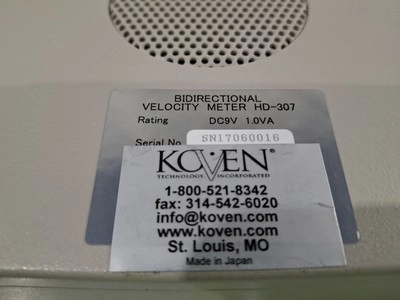 BIDIRECTIONAL
VELOCITY METER HD-307
Rating DC9V 1.0VA
Serial No. SN17060016
KOVEN
TECHNOLOGY INCORPORATED
1-800-521-8342
fax: 314-542-6020
info@koven.com
www.koven.com
St. Louis, MO
Made in Japan